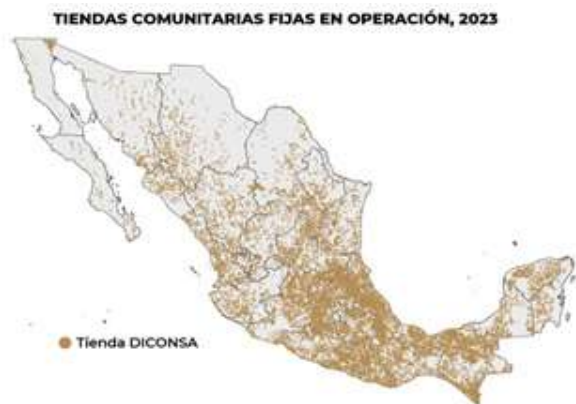 TIENDAS COMUNITARIAS FIJAS EN OPERACIÓN, 2023
Tienda DICONSA